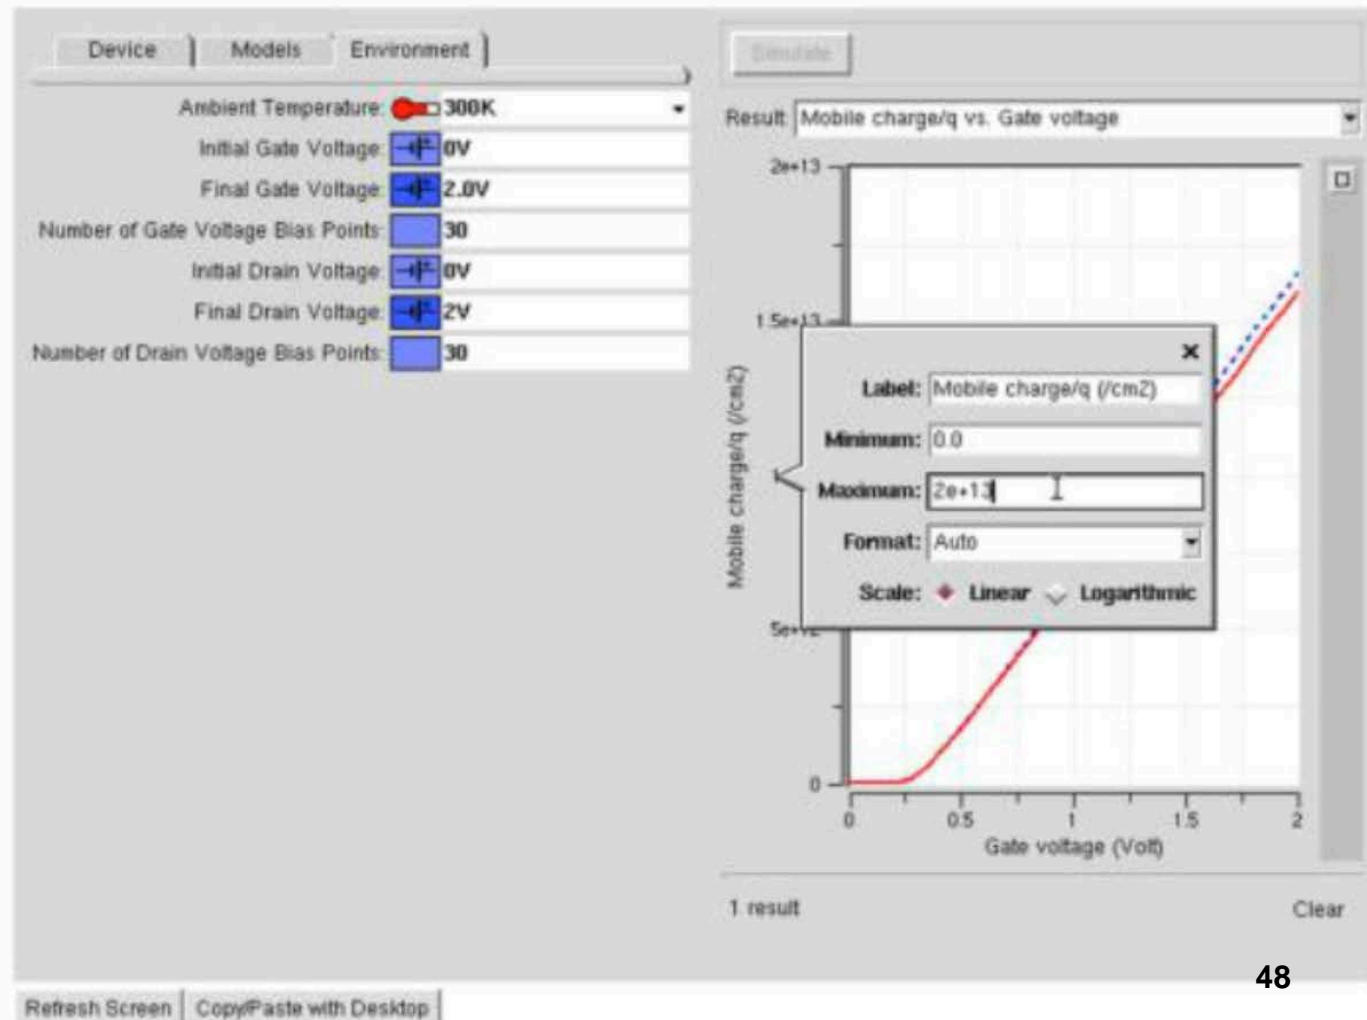 Device Models Environment
Ambient Temperature: 300K
Initial Gate Voltage: 0V
Final Gate Voltage: 2.0V
Number of Gate Voltage Bias Points: 30
Initial Drain Voltage: 0V
Final Drain Voltage: 2V
Number of Drain Voltage Bias Points: 30
Simulate
Result: Mobile charge/q vs. Gate voltage
2e+13
1.5e+13
Mobile charge/q (/cm2)
Label: Mobile charge/q (/cm2)
Minimum: 0.0
Maximum: 2e+13
Format: Auto
Scale: Linear Logarithmic
5e+12
0
0 0.5 1 1.5 2
Gate voltage (Volt)
1 result Clear
48
Refresh Screen Copy/Paste with Desktop